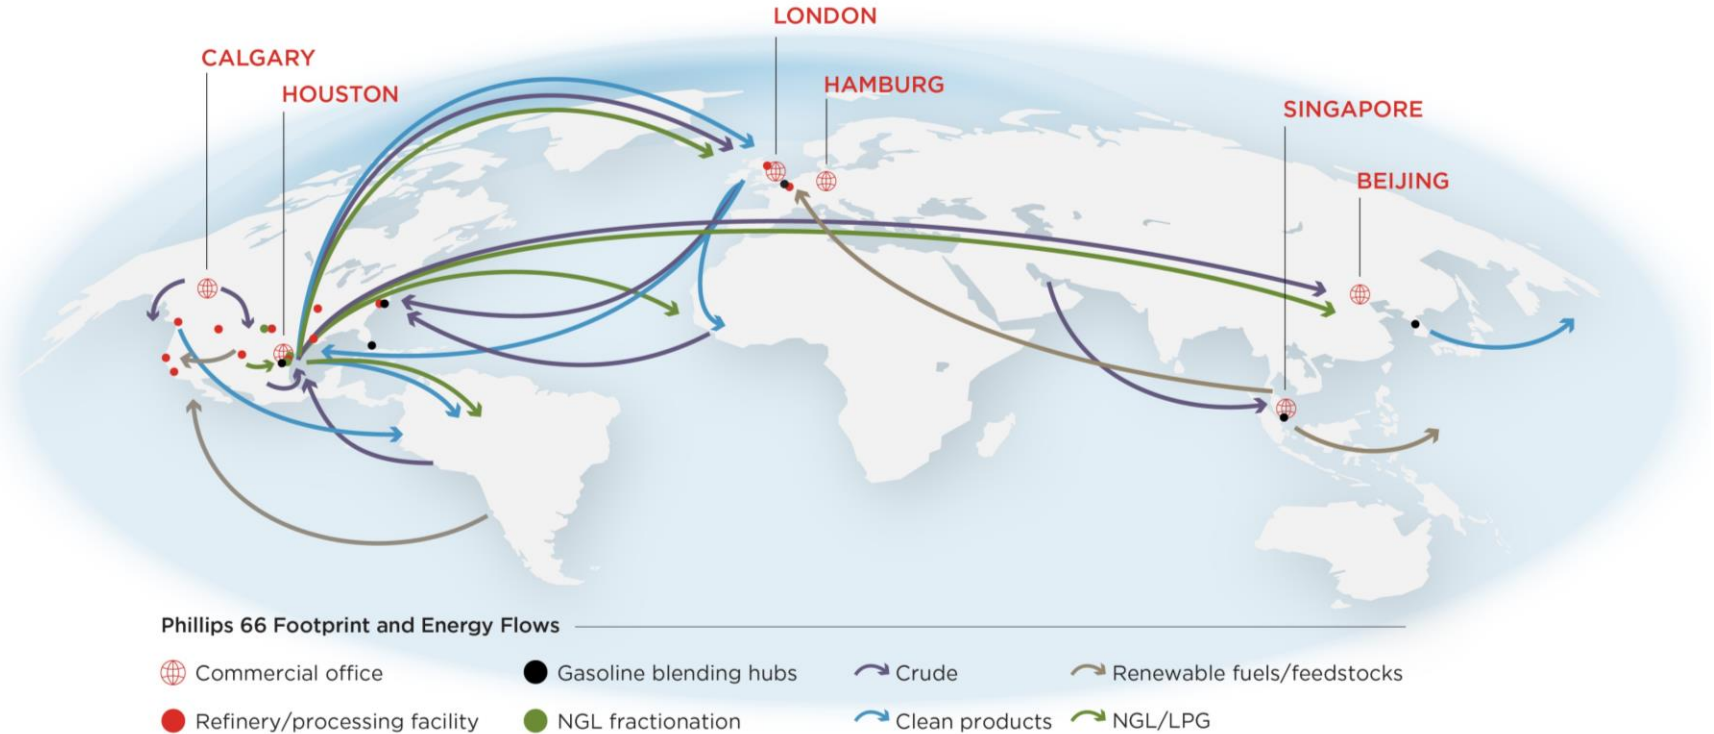 LONDON
CALGARY
HAMBURG
HOUSTON
SINGAPORE
BEIJING
Phillips 66 Footprint and Energy Flows
Commercial office
Gasoline blending hubs
Crude
Renewable fuels/feedstocks
Refinery/processing facility
NGL fractionation
Clean products
NGL/LPG